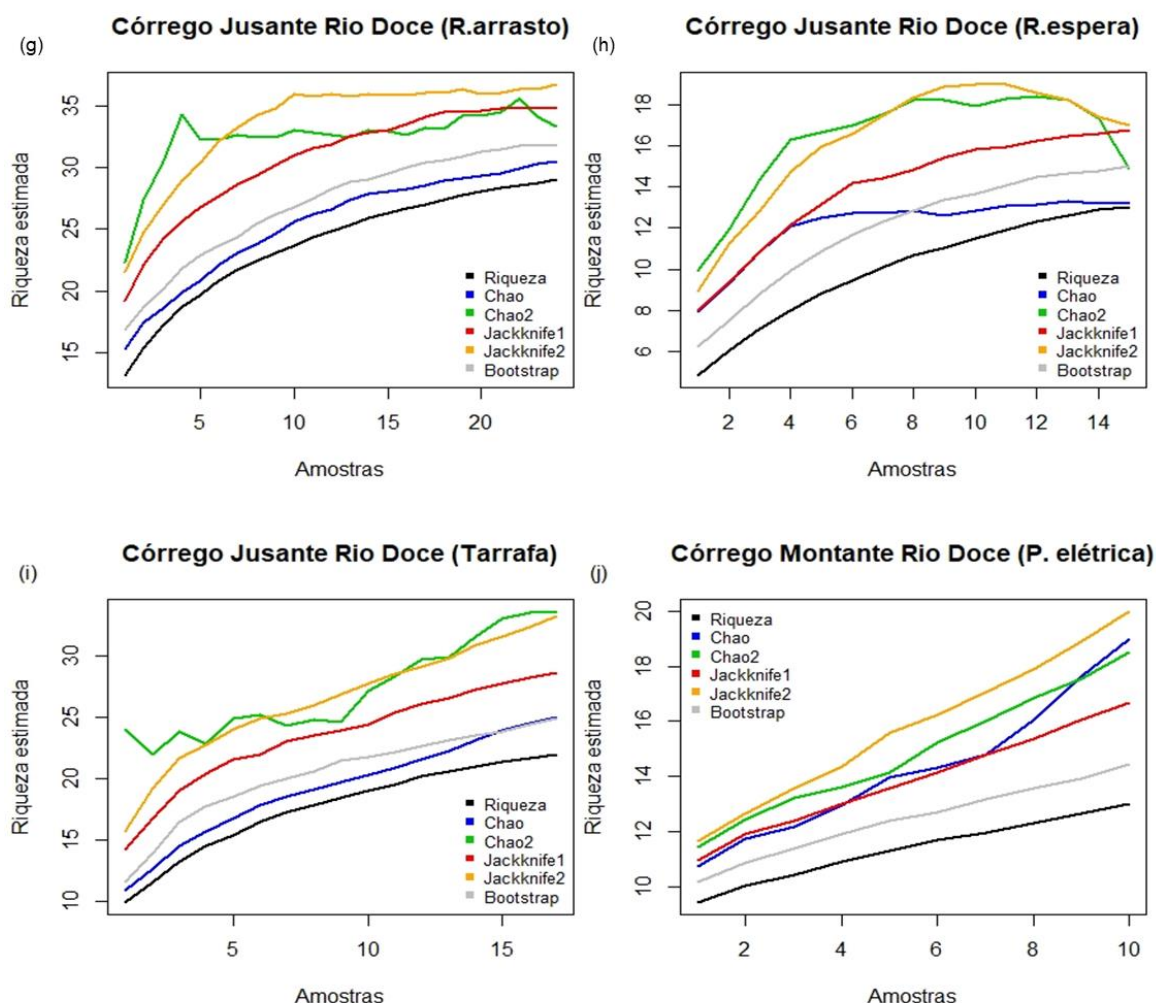 (g)
Córrego Jusante Rio Doce (R.arrasto)
Riqueza estimada
35
30
25
20
15
Riqueza
Chao
Chao2
Jackknife1
Jackknife2
Bootstrap
5 10 15 20
Amostras
(h)
Córrego Jusante Rio Doce (R.espera)
Riqueza estimada
18
16
14
12
10
8
6
Riqueza
Chao
Chao2
Jackknife1
Jackknife2
Bootstrap
2 4 6 8 10 12 14
Amostras
(i)
Córrego Jusante Rio Doce (Tarrafa)
Riqueza estimada
30
25
20
15
10
Riqueza
Chao
Chao2
Jackknife1
Jackknife2
Bootstrap
5 10 15
Amostras
(j)
Córrego Montante Rio Doce (P. elétrica)
Riqueza estimada
20
18
16
14
12
10
Riqueza
Chao
Chao2
Jackknife1
Jackknife2
Bootstrap
2 4 6 8 10
Amostras